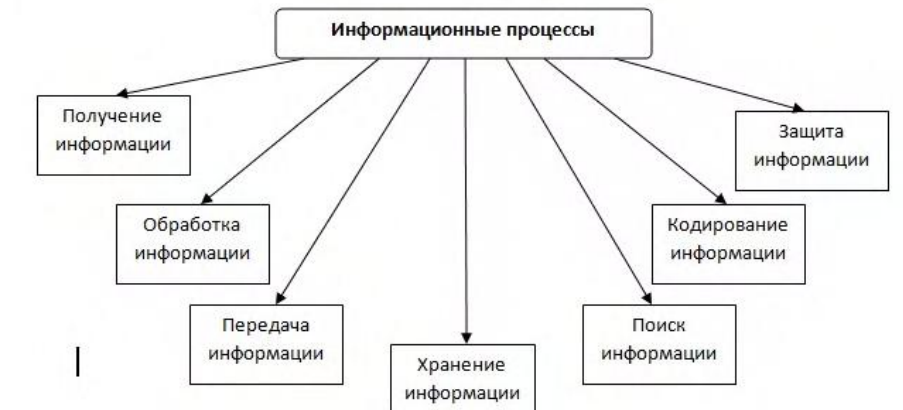 Информационные процессы
Получение
информации
Защита
информации
Обработка
информации
Кодирование
информации
Передача
информации
Поиск
информации
Хранение
информации